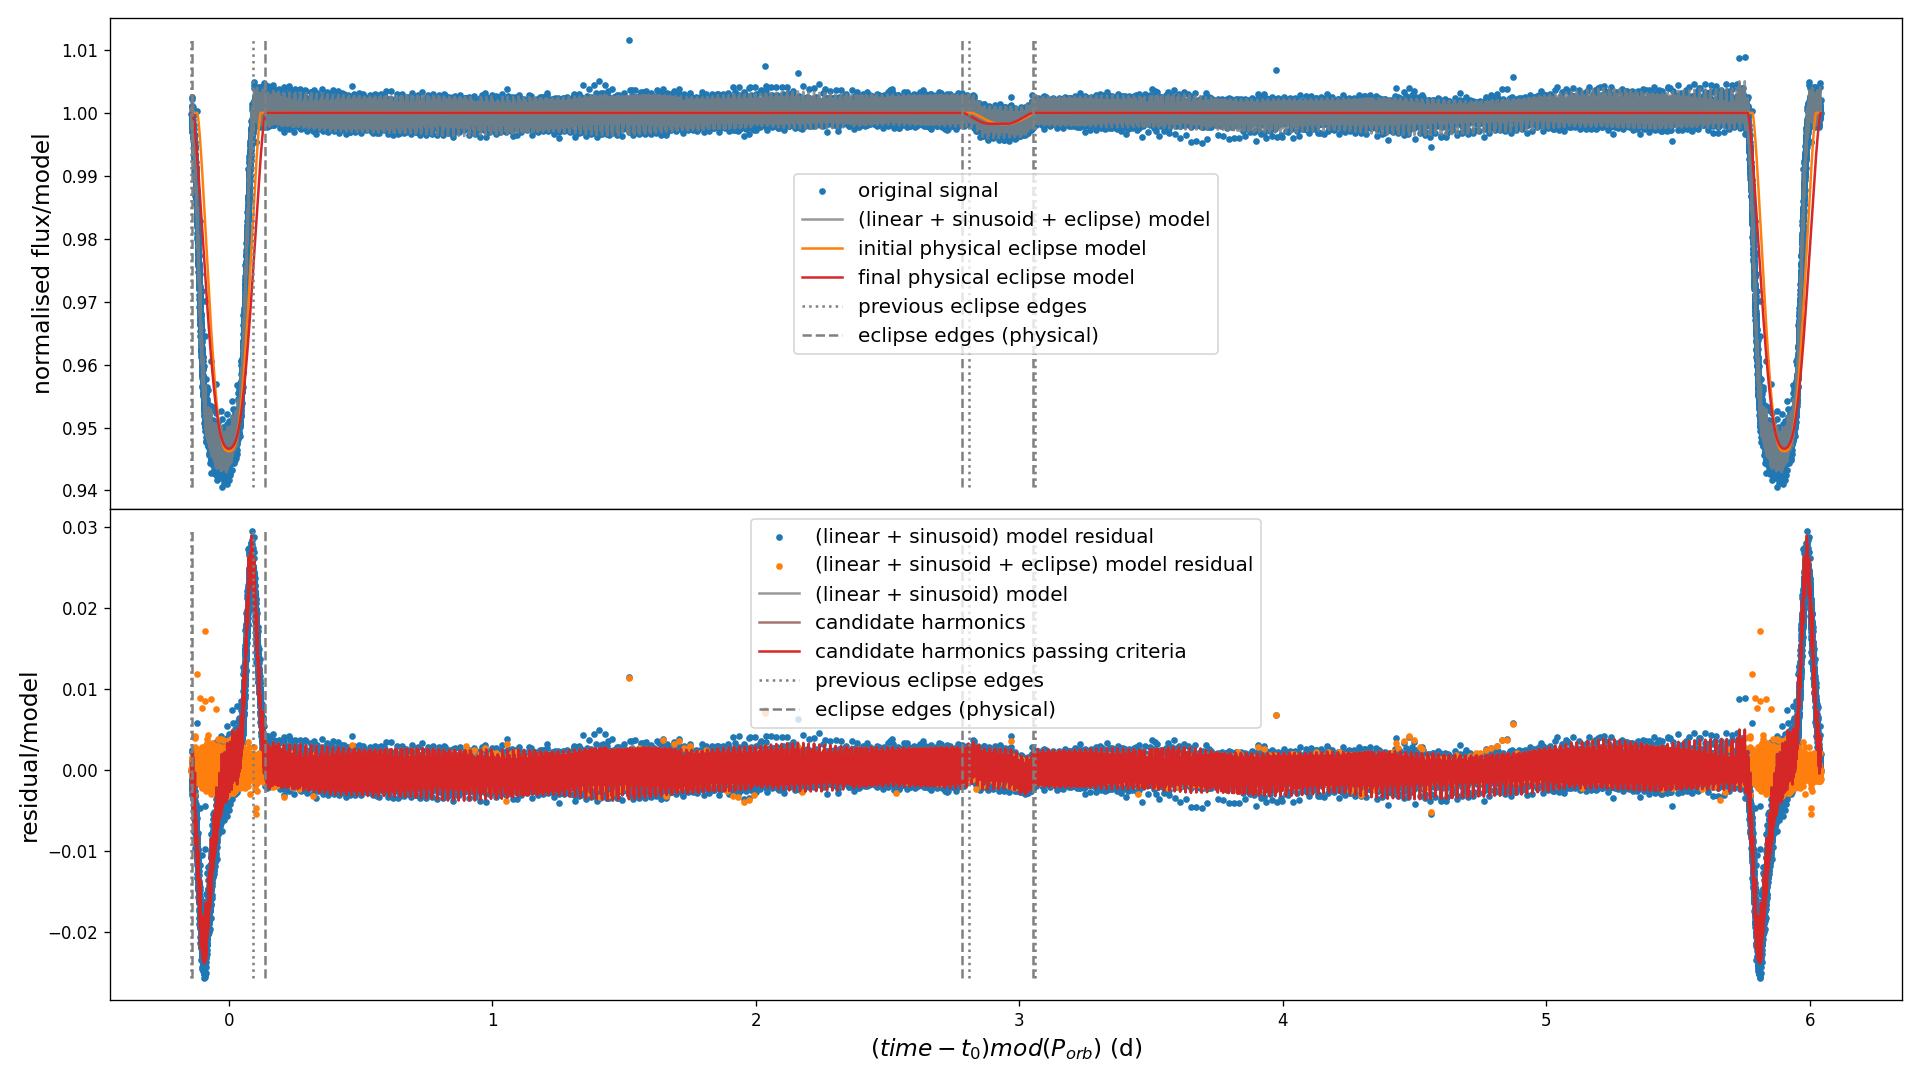 normalised flux/model
1.01
1.00
0.99
0.98
0.97
0.96
0.95
0.94
original signal
(linear + sinusoid + eclipse) model
initial physical eclipse model
final physical eclipse model
previous eclipse edges
eclipse edges (physical)
residual/model
0.03
0.02
0.01
0.00
−0.01
−0.02
(linear + sinusoid) model residual
(linear + sinusoid + eclipse) model residual
(linear + sinusoid) model
candidate harmonics
candidate harmonics passing criteria
previous eclipse edges
eclipse edges (physical)
0 1 2 3 4 5 6
(time − t₀)mod(Pₒᵣb) (d)